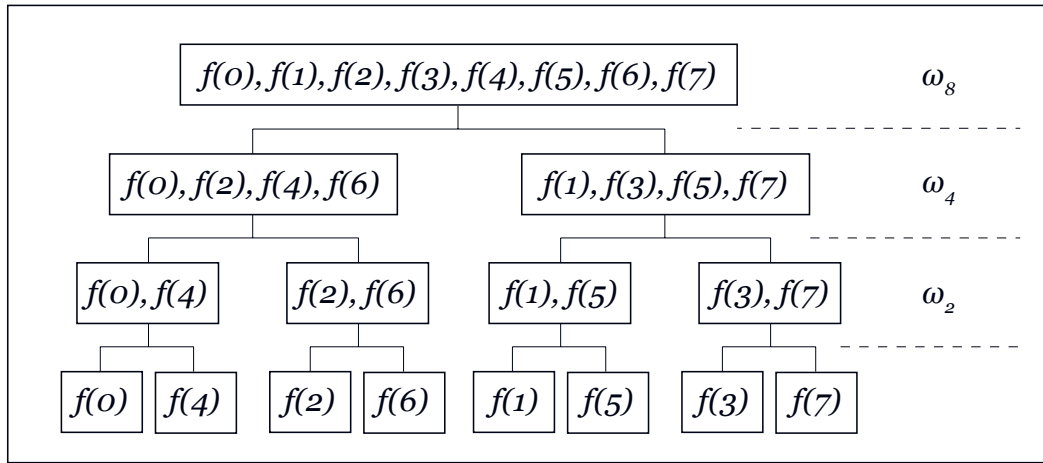 f(0), f(1), f(2), f(3), f(4), f(5), f(6), f(7) ω₈
f(0), f(2), f(4), f(6) f(1), f(3), f(5), f(7) ω₄
f(0), f(4) f(2), f(6) f(1), f(5) f(3), f(7) ω₂
f(0) f(4) f(2) f(6) f(1) f(5) f(3) f(7)